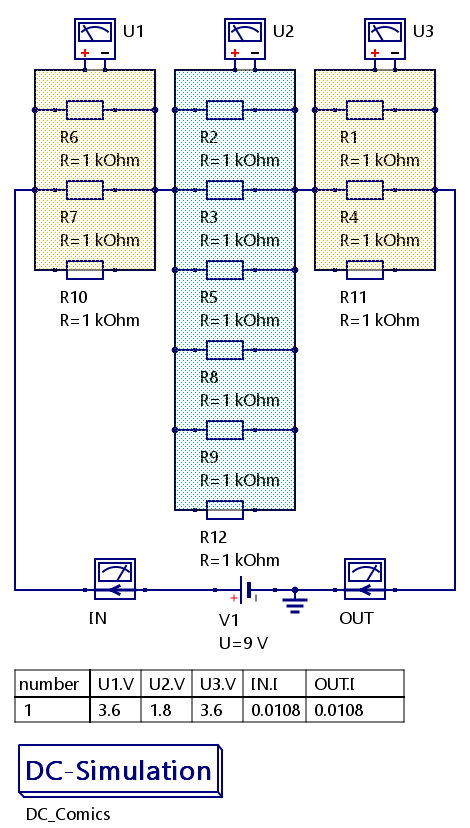 U1 U2 U3
R6 R2 R1
R=1 kOhm R=1 kOhm R=1 kOhm
R7 R3 R4
R=1 kOhm R=1 kOhm R=1 kOhm
R10 R5 R11
R=1 kOhm R=1 kOhm R=1 kOhm
R8
R=1 kOhm
R9
R=1 kOhm
R12
R=1 kOhm
IN V1 OUT
U=9 V
number U1.V U2.V U3.V IN.I OUT.I
1 3.6 1.8 3.6 0.0108 0.0108
DC-Simulation
DC_Comics